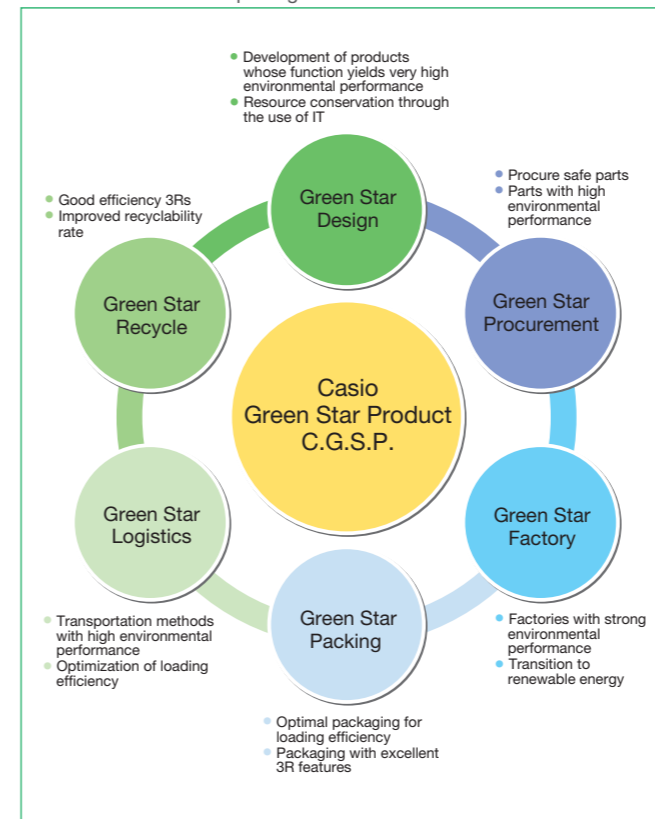 • Development of products
whose function yields very high
environmental performance
• Resource conservation through
the use of IT
Green Star
Design
• Procure safe parts
• Parts with high
environmental
performance
Green Star
Procurement
• Good efficiency 3Rs
• Improved recyclability
rate
Green Star
Recycle
Casio
Green Star Product
C.G.S.P.
Green Star
Logistics
• Transportation methods
with high environmental
performance
• Optimization of loading
efficiency
Green Star
Packing
• Optimal packaging for
loading efficiency
• Packaging with excellent
3R features
Green Star
Factory
• Factories with strong
environmental
performance
• Transition to
renewable energy